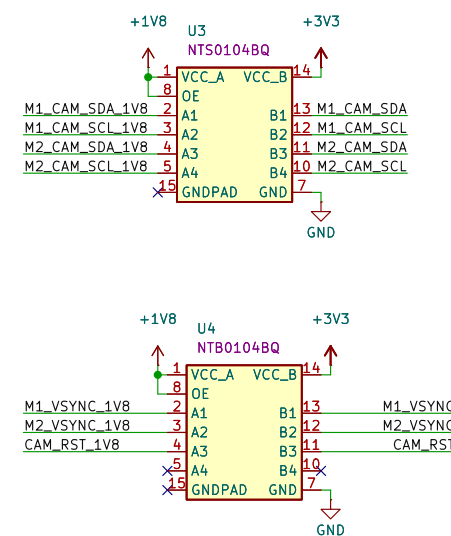 +1V8
+3V3
U3
NTS0104BQ
1 VCC_A VCC_B 14
8 OE
M1_CAM_SDA_1V8 2 A1 B1 13 M1_CAM_SDA
M1_CAM_SCL_1V8 3 A2 B2 12 M1_CAM_SCL
M2_CAM_SDA_1V8 4 A3 B3 11 M2_CAM_SDA
M2_CAM_SCL_1V8 5 A4 B4 10 M2_CAM_SCL
15 GNDPAD GND 7
GND
+1V8
+3V3
U4
NTB0104BQ
1 VCC_A VCC_B 14
8 OE
M1_VSYNC_1V8 2 A1 B1 13 M1_VSYNC
M2_VSYNC_1V8 3 A2 B2 12 M2_VSYNC
CAM_RST_1V8 4 A3 B3 11 CAM_RST
5 A4 B4 10
15 GNDPAD GND 7
GND